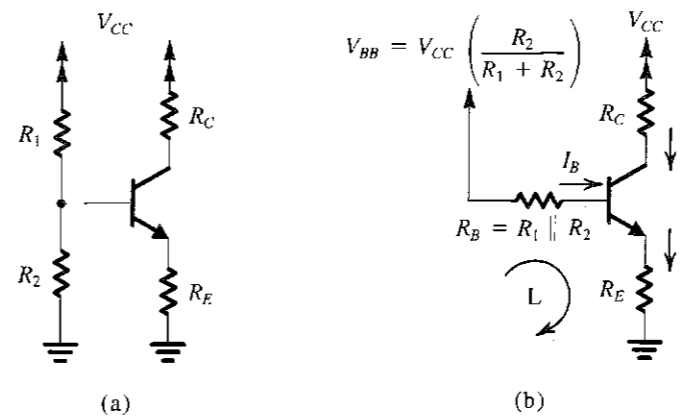 V_CC
R_C
R_1
R_2
R_E
(a)
V_BB = V_CC ( R_2 / R_1 + R_2 )
V_CC
R_C
I_B
R_B = R_1 || R_2
L
R_E
(b)